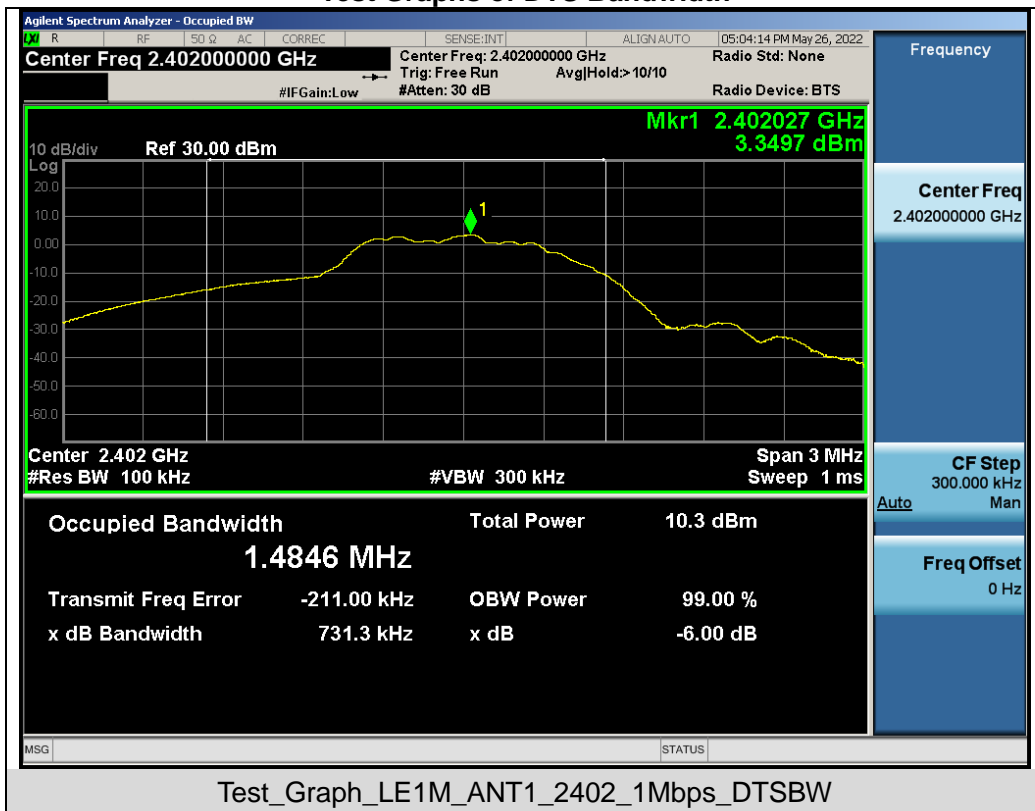 Test Graphs of DTS Bandwidth
Agilent Spectrum Analyzer - Occupied BW
LXI R RF 50 Ω AC CORREC SENSE:INT ALIGN AUTO 05:04:14 PM May 26, 2022
Center Freq 2.402000000 GHz
Center Freq: 2.402000000 GHz
Radio Std: None
Trig: Free Run Avg|Hold:> 10/10
#IFGain:Low #Atten: 30 dB Radio Device: BTS
Frequency
Mkr1 2.402027 GHz
3.3497 dBm
10 dB/div Ref 30.00 dBm
Log
20.0
10.0
0.00
-10.0
-20.0
-30.0
-40.0
-50.0
-60.0
1
Center 2.402 GHz Span 3 MHz
#Res BW 100 kHz #VBW 300 kHz Sweep 1 ms
Center Freq
2.402000000 GHz
CF Step
300.000 kHz
Auto Man
Freq Offset
0 Hz
Occupied Bandwidth Total Power 10.3 dBm
1.4846 MHz
Transmit Freq Error -211.00 kHz OBW Power 99.00 %
x dB Bandwidth 731.3 kHz x dB -6.00 dB
MSG STATUS
Test_Graph_LE1M_ANT1_2402_1Mbps_DTSBW